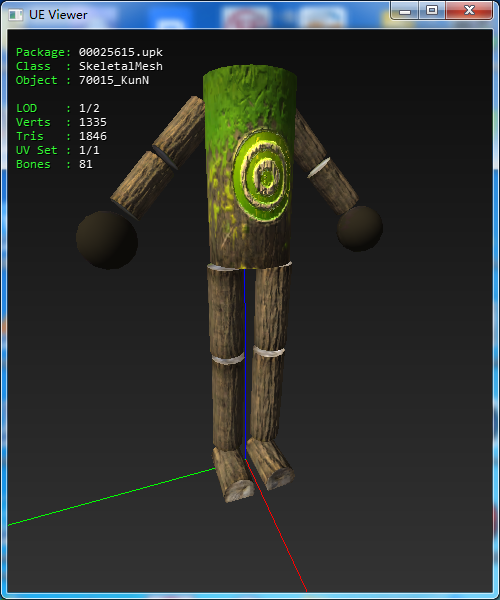 UE Viewer
Package: 00025615.upk
Class : SkeletalMesh
Object : 70015_KunN
LOD : 1/2
Verts : 1335
Tris : 1846
UV Set : 1/1
Bones : 81